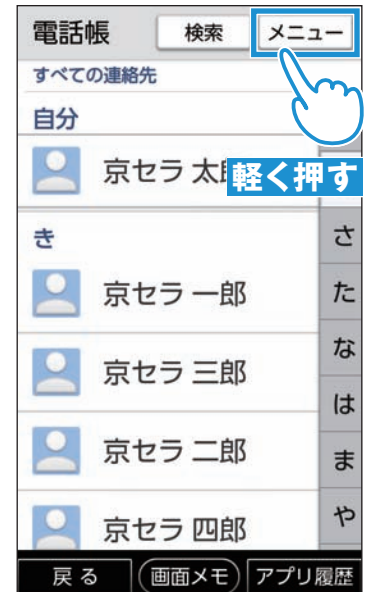 電話帳 検索 メニュー
すべての連絡先
自分
京セラ 太郎
軽く押す
き
さ
京セラ 一郎
た
な
京セラ 三郎
は
京セラ 二郎
ま
や
京セラ 四郎
戻る 画面メモ アプリ履歴